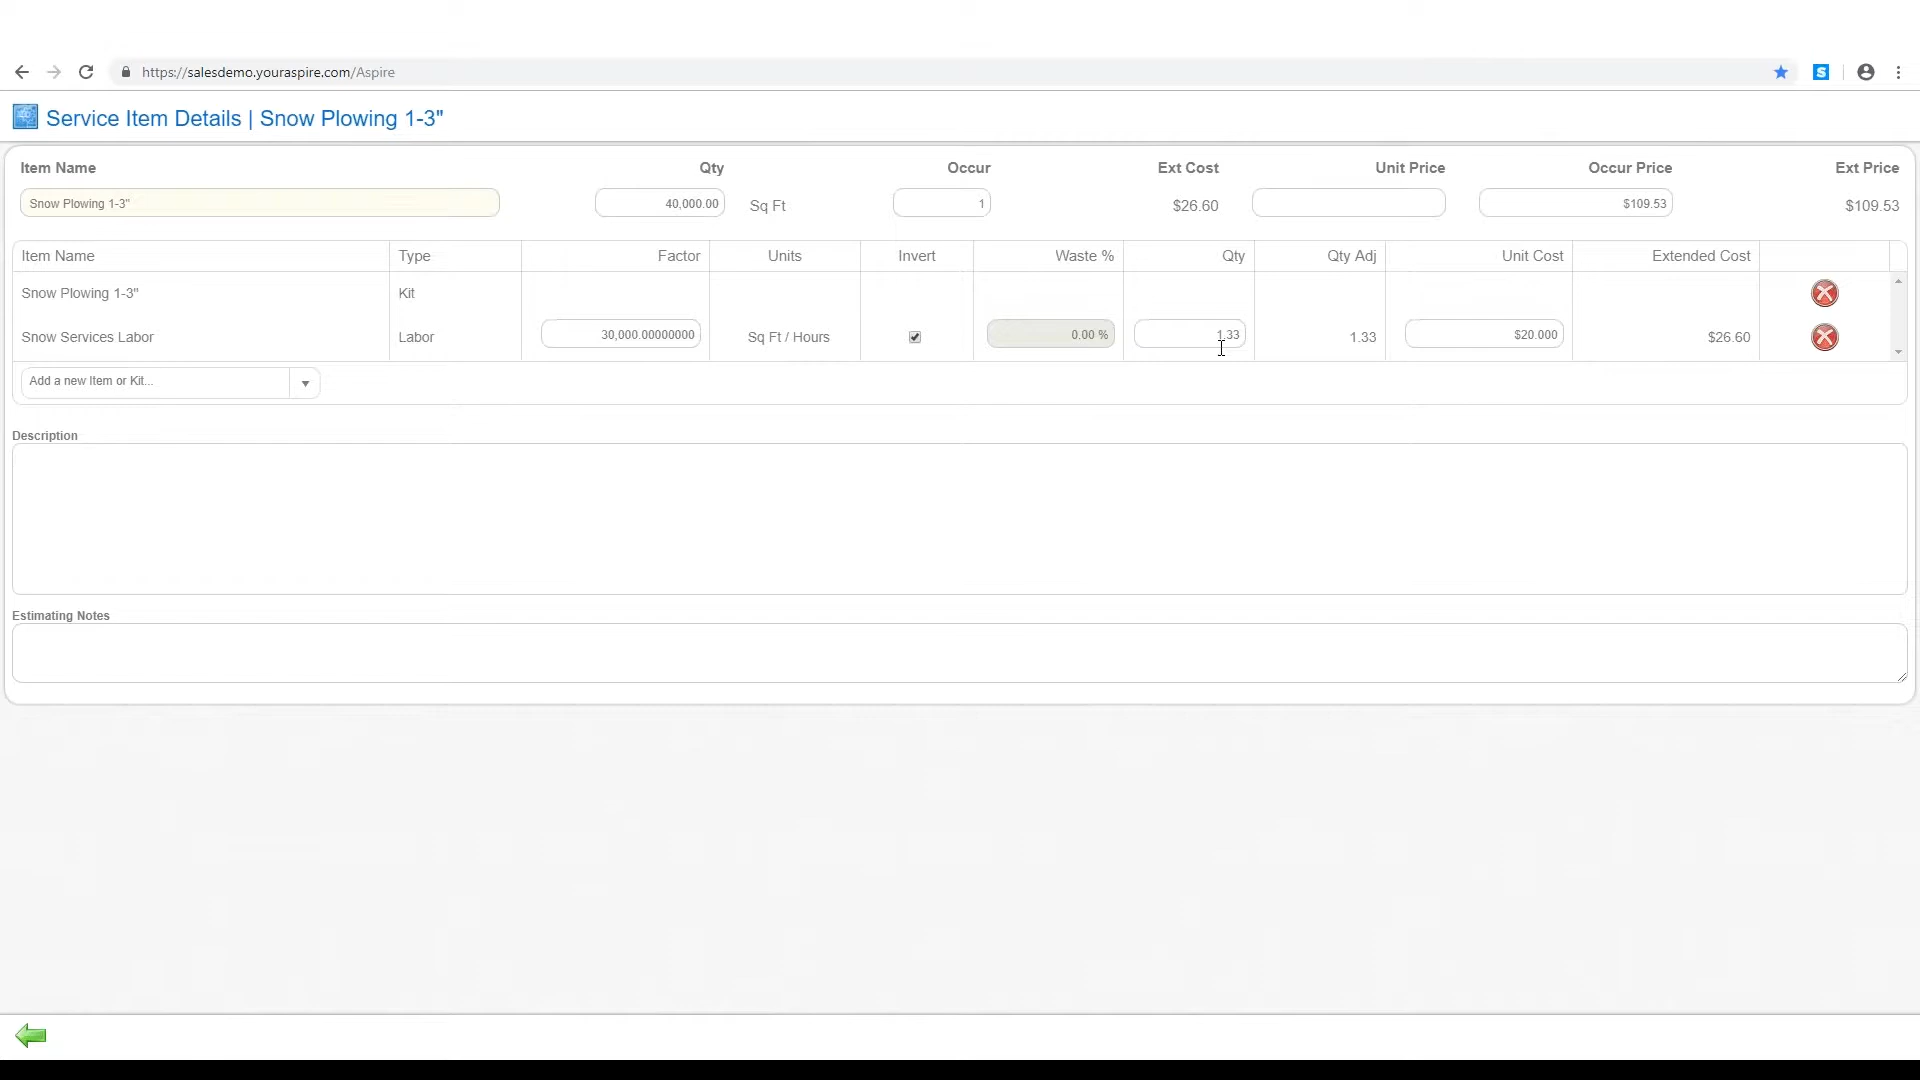 https://salesdemo.youraspire.com/Aspire
S
Service Item Details | Snow Plowing 1-3"
Item Name Qty Occur Ext Cost Unit Price Occur Price Ext Price
Snow Plowing 1-3" 40,000.00 Sq Ft 1 $26.60 $109.53 $109.53
Item Name Type Factor Units Invert Waste % Qty Qty Adj Unit Cost Extended Cost
Snow Plowing 1-3" Kit
Snow Services Labor Labor 30,000.00000000 Sq Ft / Hours 0.00 % 1.33 1.33 $20.000 $26.60
Add a new Item or Kit...
Description
Estimating Notes